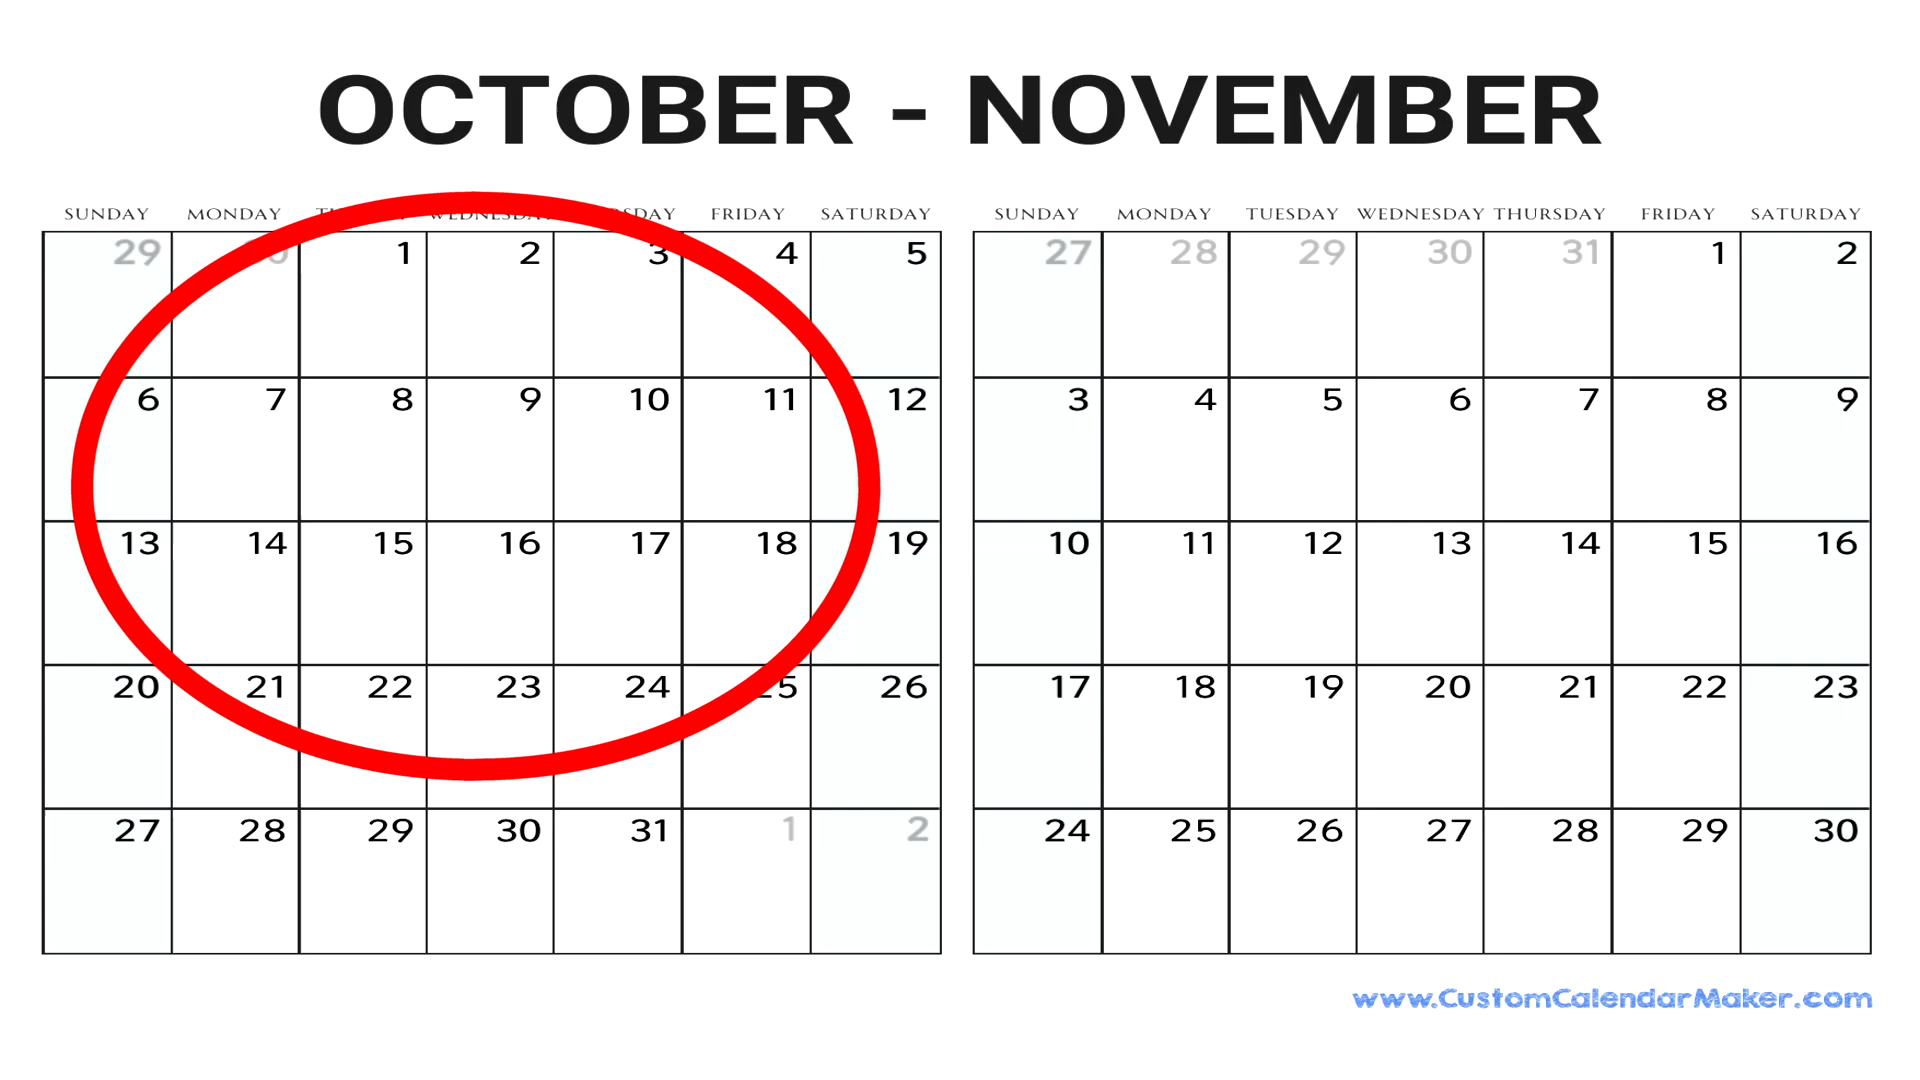 OCTOBER - NOVEMBER
SUNDAY MONDAY FRIDAY SATURDAY SUNDAY MONDAY TUESDAY WEDNESDAY THURSDAY FRIDAY SATURDAY
29 1 2 3 4 5 27 28 29 30 31 1 2
6 7 8 9 10 11 12 3 4 5 6 7 8 9
13 14 15 16 17 18 19 10 11 12 13 14 15 16
20 21 22 23 24 25 26 17 18 19 20 21 22 23
27 28 29 30 31 1 2 24 25 26 27 28 29 30
www.CustomCalendarMaker.com